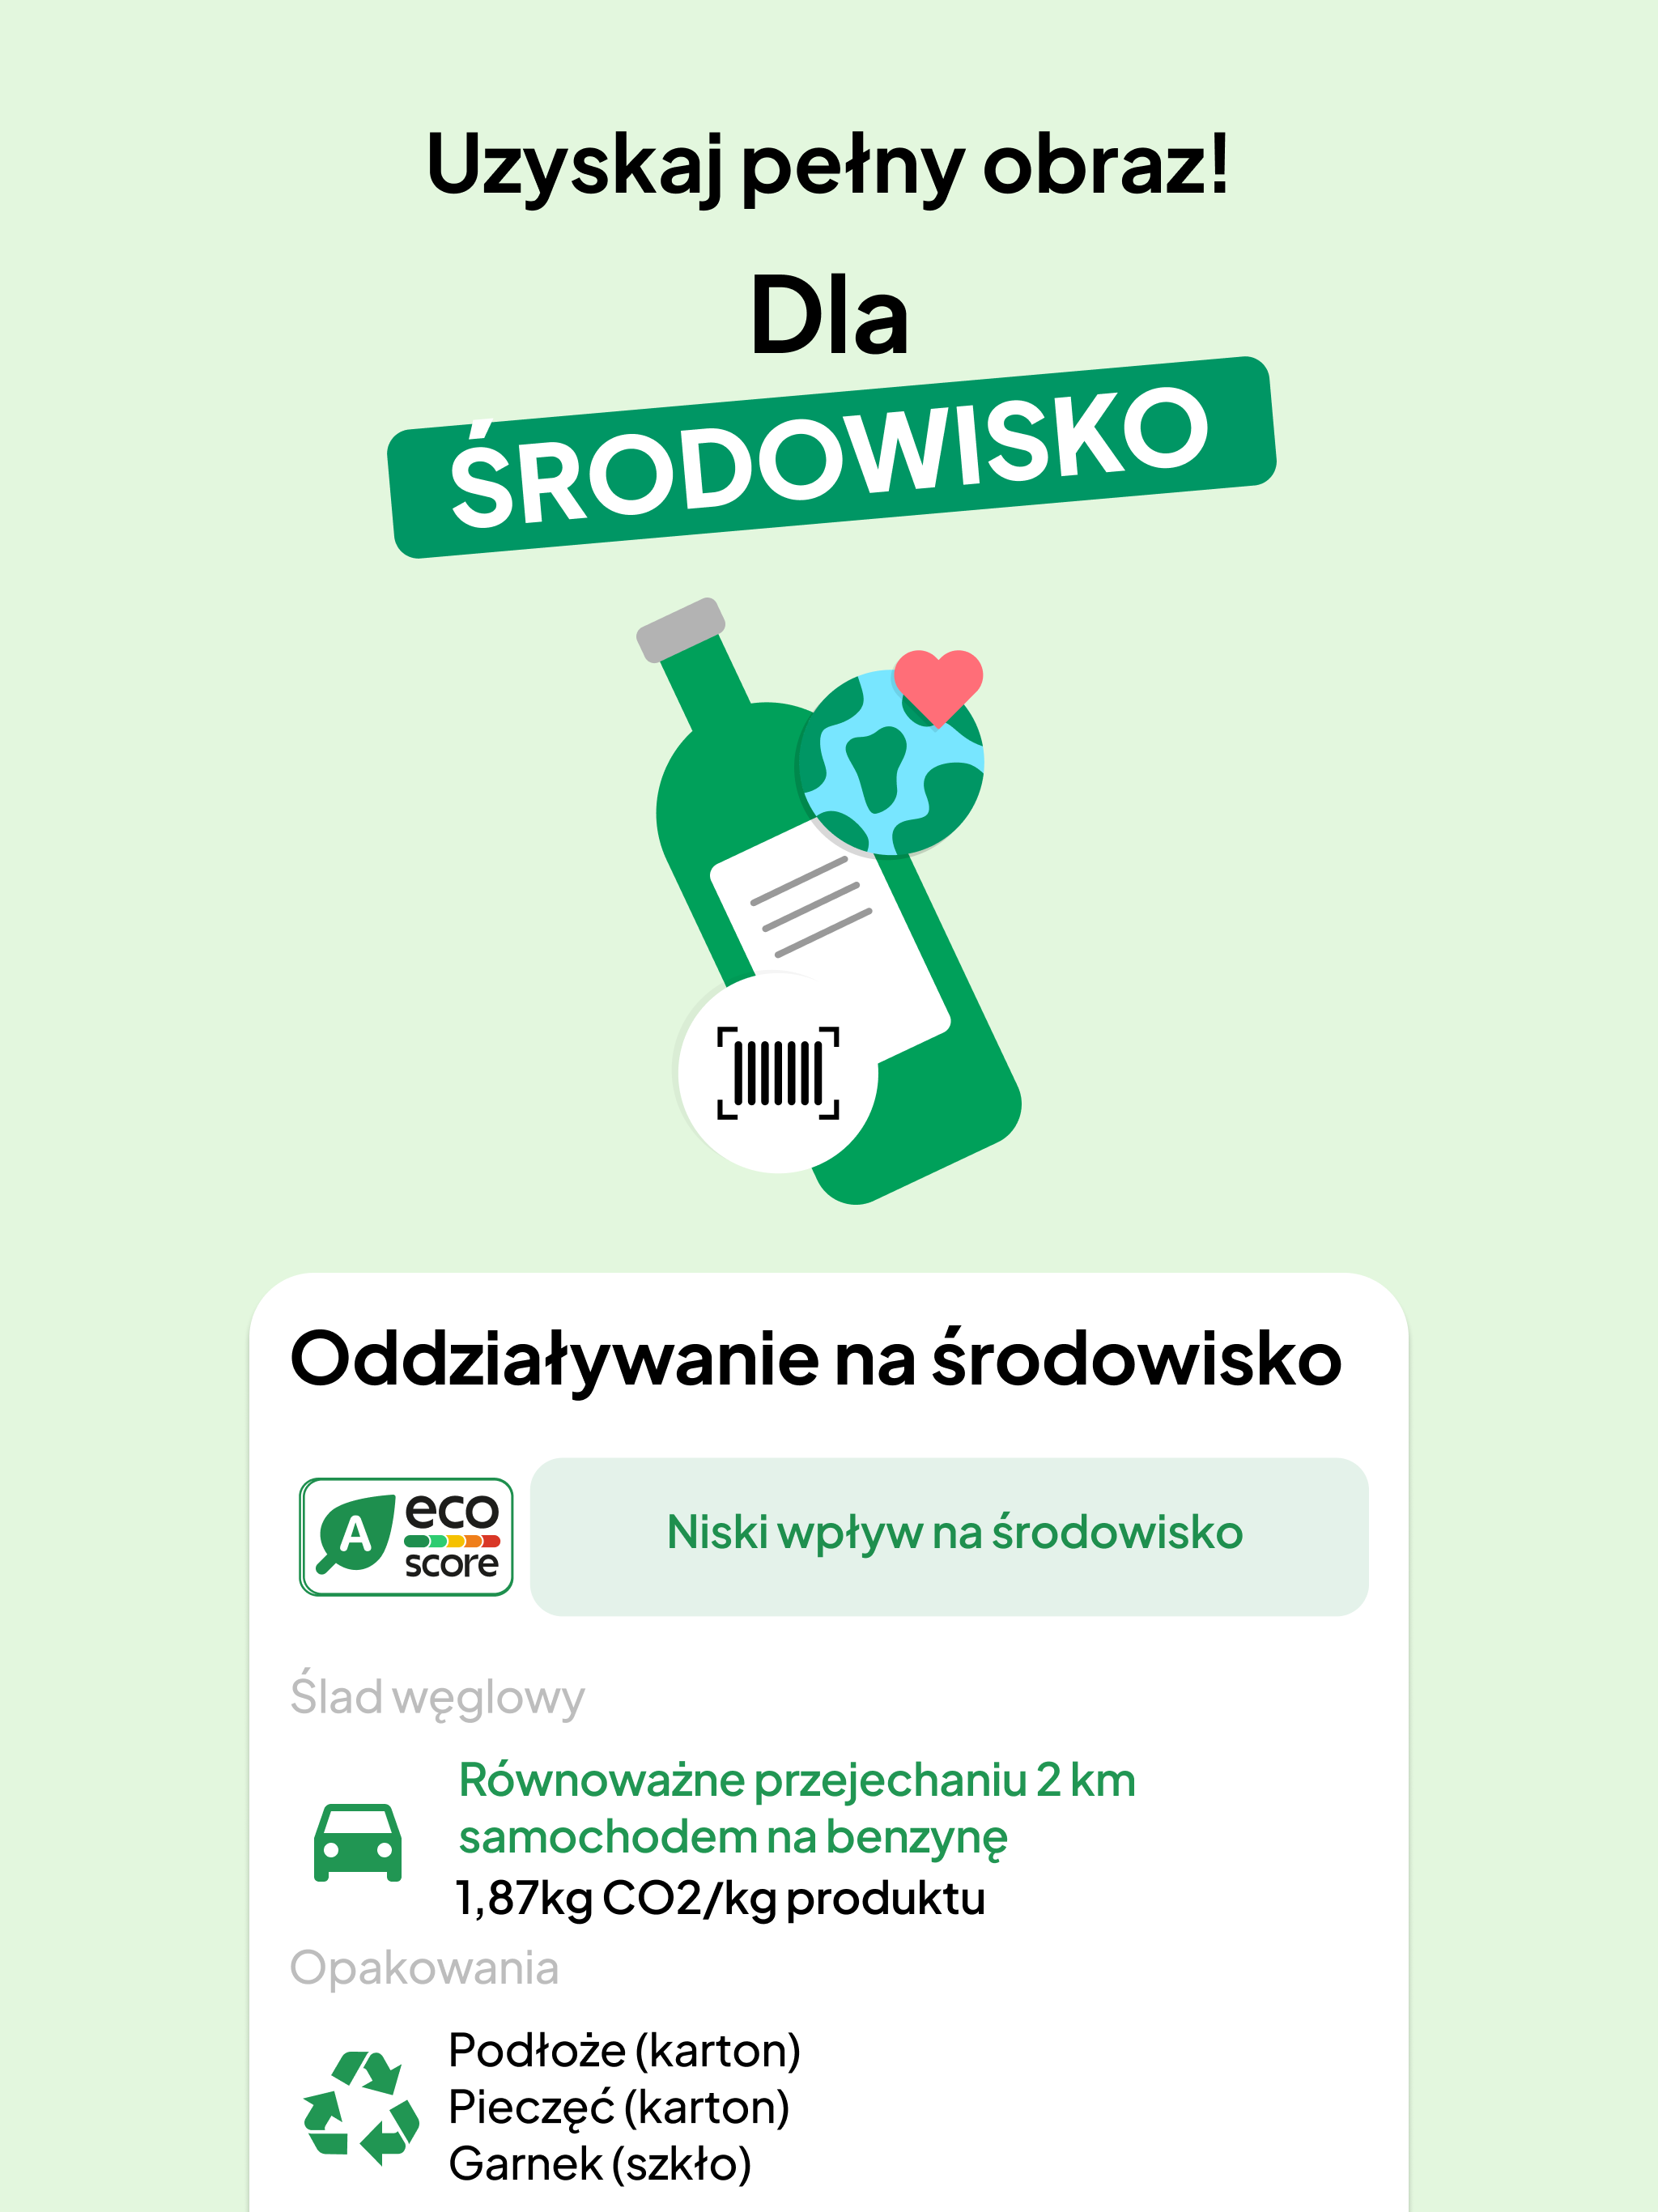 Uzyskaj pełny obraz!
Dla
ŚRODOWISKO
Oddziaływanie na środowisko
A
eco
score
Niski wpływ na środowisko
Ślad węglowy
Równoważne przejechaniu 2 km
samochodem na benzynę
1,87kg CO2/kg produktu
Opakowania
Podłoże (karton)
Pieczęć (karton)
Garnek (szkło)